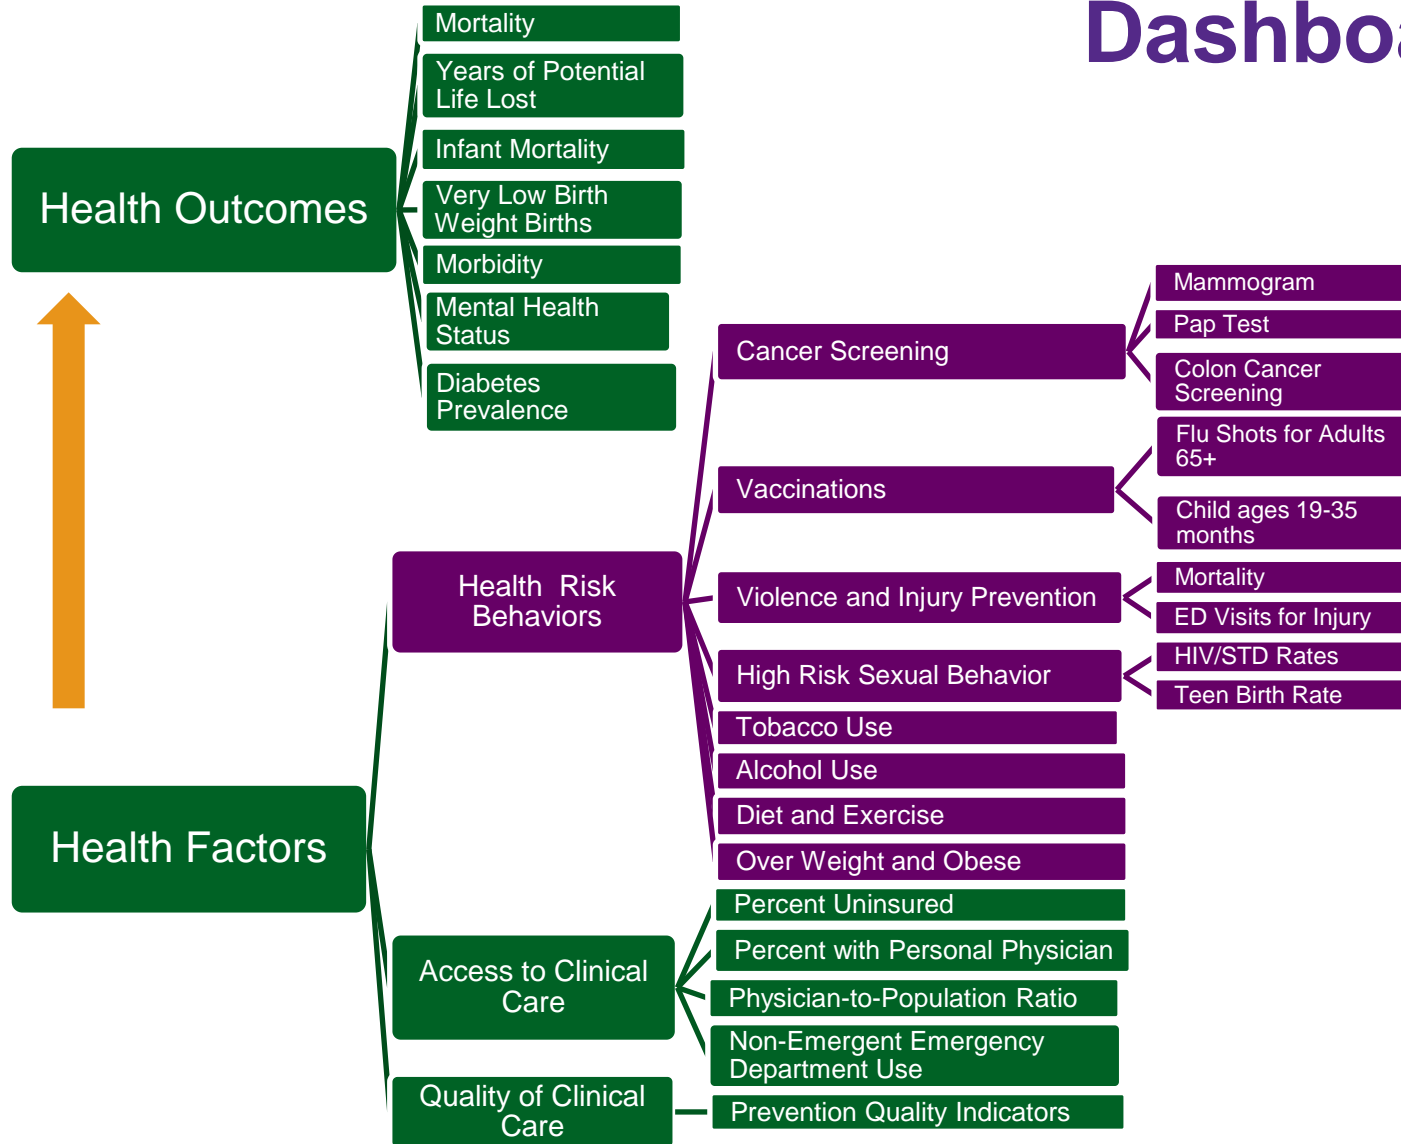 Dashboa
Mortality
Years of Potential
Life Lost
Infant Mortality
Very Low Birth
Weight Births
Morbidity
Mental Health
Status
Diabetes
Prevalence
Health Outcomes
Health Factors
Health  Risk
Behaviors
Access to Clinical
Care
Quality of Clinical
Care
Cancer Screening
Vaccinations
Violence and Injury Prevention
High Risk Sexual Behavior
Tobacco Use
Alcohol Use
Diet and Exercise
Over Weight and Obese
Percent Uninsured
Percent with Personal Physician
Physician-to-Population Ratio
Non-Emergent Emergency
Department Use
Prevention Quality Indicators
Mammogram
Pap Test
Colon Cancer
Screening
Flu Shots for Adults
65+
Child ages 19-35
months
Mortality
ED Visits for Injury
HIV/STD Rates
Teen Birth Rate